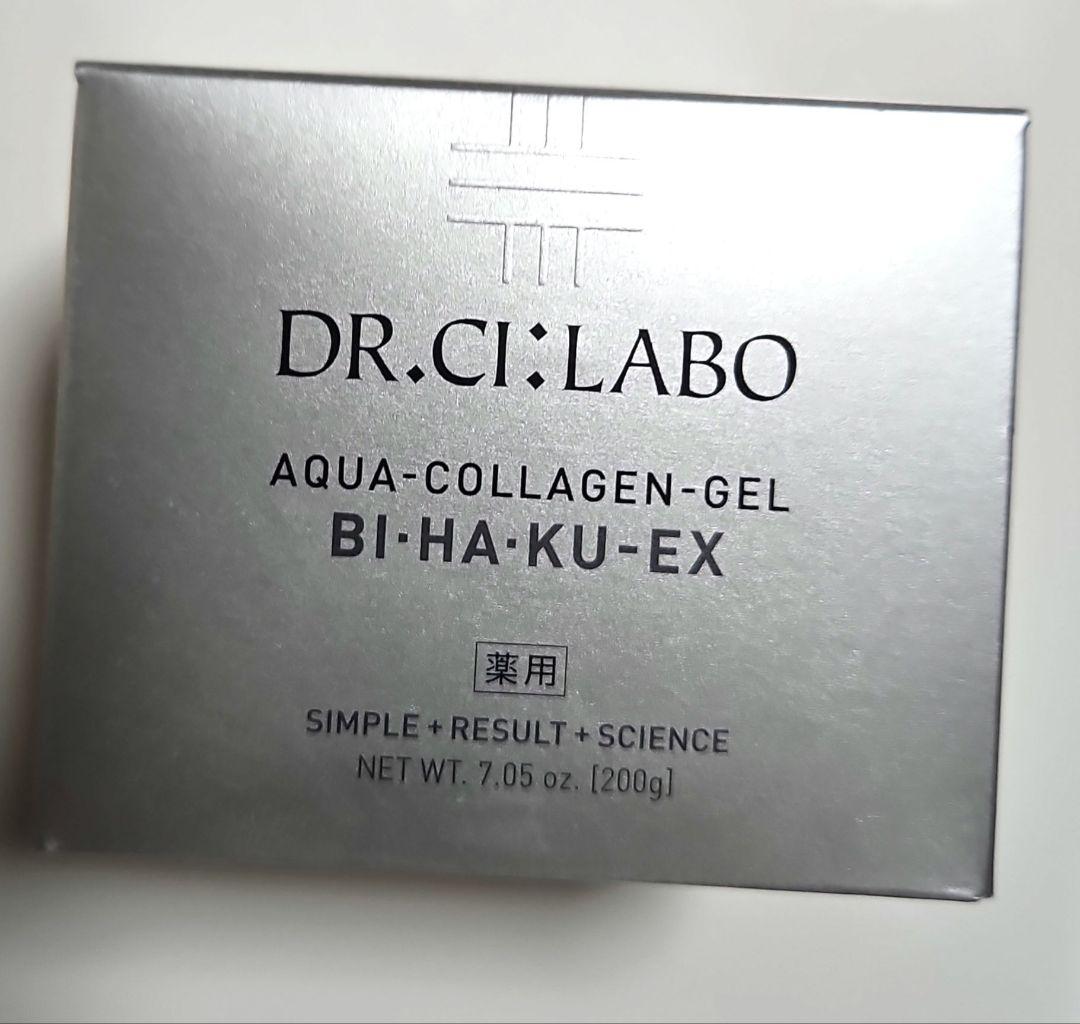 DR.CI:LABO
AQUA-COLLAGEN-GEL
BI·HA·KU-EX
薬用
SIMPLE+RESULT+SCIENCE
NET WT. 7.05 oz. [200g]